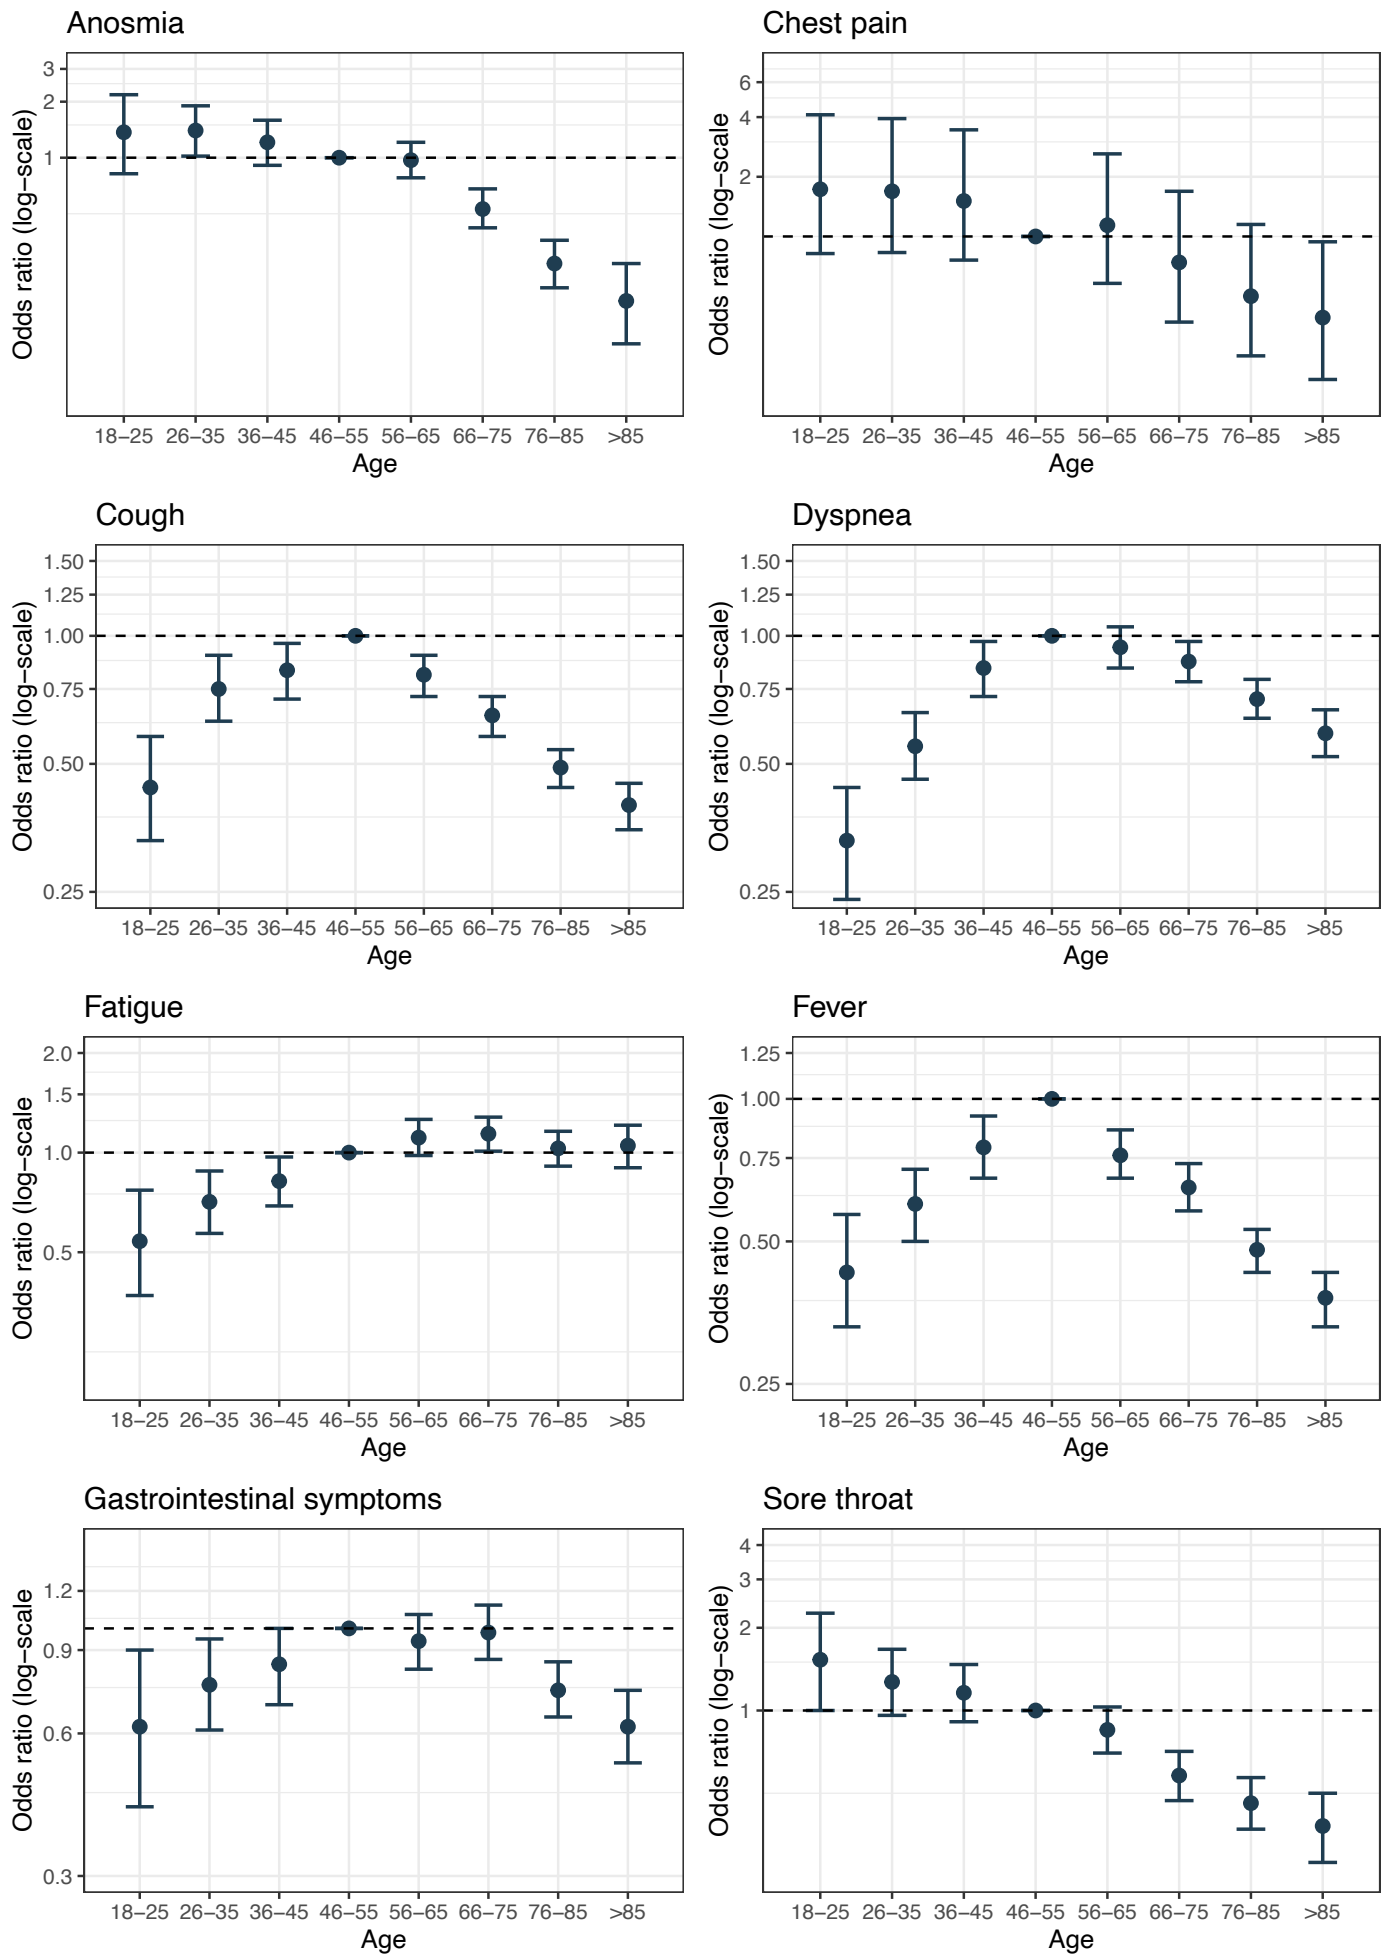 Anosmia
Odds ratio (log−scale)
3
2
1
18−25 26−35 36−45 46−55 56−65 66−75 76−85 >85
Age
Chest pain
Odds ratio (log−scale
6
4
2
18−25 26−35 36−45 46−55 56−65 66−75 76−85 >85
Age
Cough
Odds ratio (log−scale)
1.50
1.25
1.00
0.75
0.50
0.25
18−25 26−35 36−45 46−55 56−65 66−75 76−85 >85
Age
Dyspnea
Odds ratio (log−scale)
1.50
1.25
1.00
0.75
0.50
0.25
18−25 26−35 36−45 46−55 56−65 66−75 76−85 >85
Age
Fatigue
Odds ratio (log−scale
2.0
1.5
1.0
0.5
18−25 26−35 36−45 46−55 56−65 66−75 76−85 >85
Age
Fever
Odds ratio (log−scale)
1.25
1.00
0.75
0.50
0.25
18−25 26−35 36−45 46−55 56−65 66−75 76−85 >85
Age
Gastrointestinal symptoms
Odds ratio (log−scale
1.2
0.9
0.6
0.3
18−25 26−35 36−45 46−55 56−65 66−75 76−85 >85
Age
Sore throat
Odds ratio (log−scale)
4
3
2
1
18−25 26−35 36−45 46−55 56−65 66−75 76−85 >85
Age